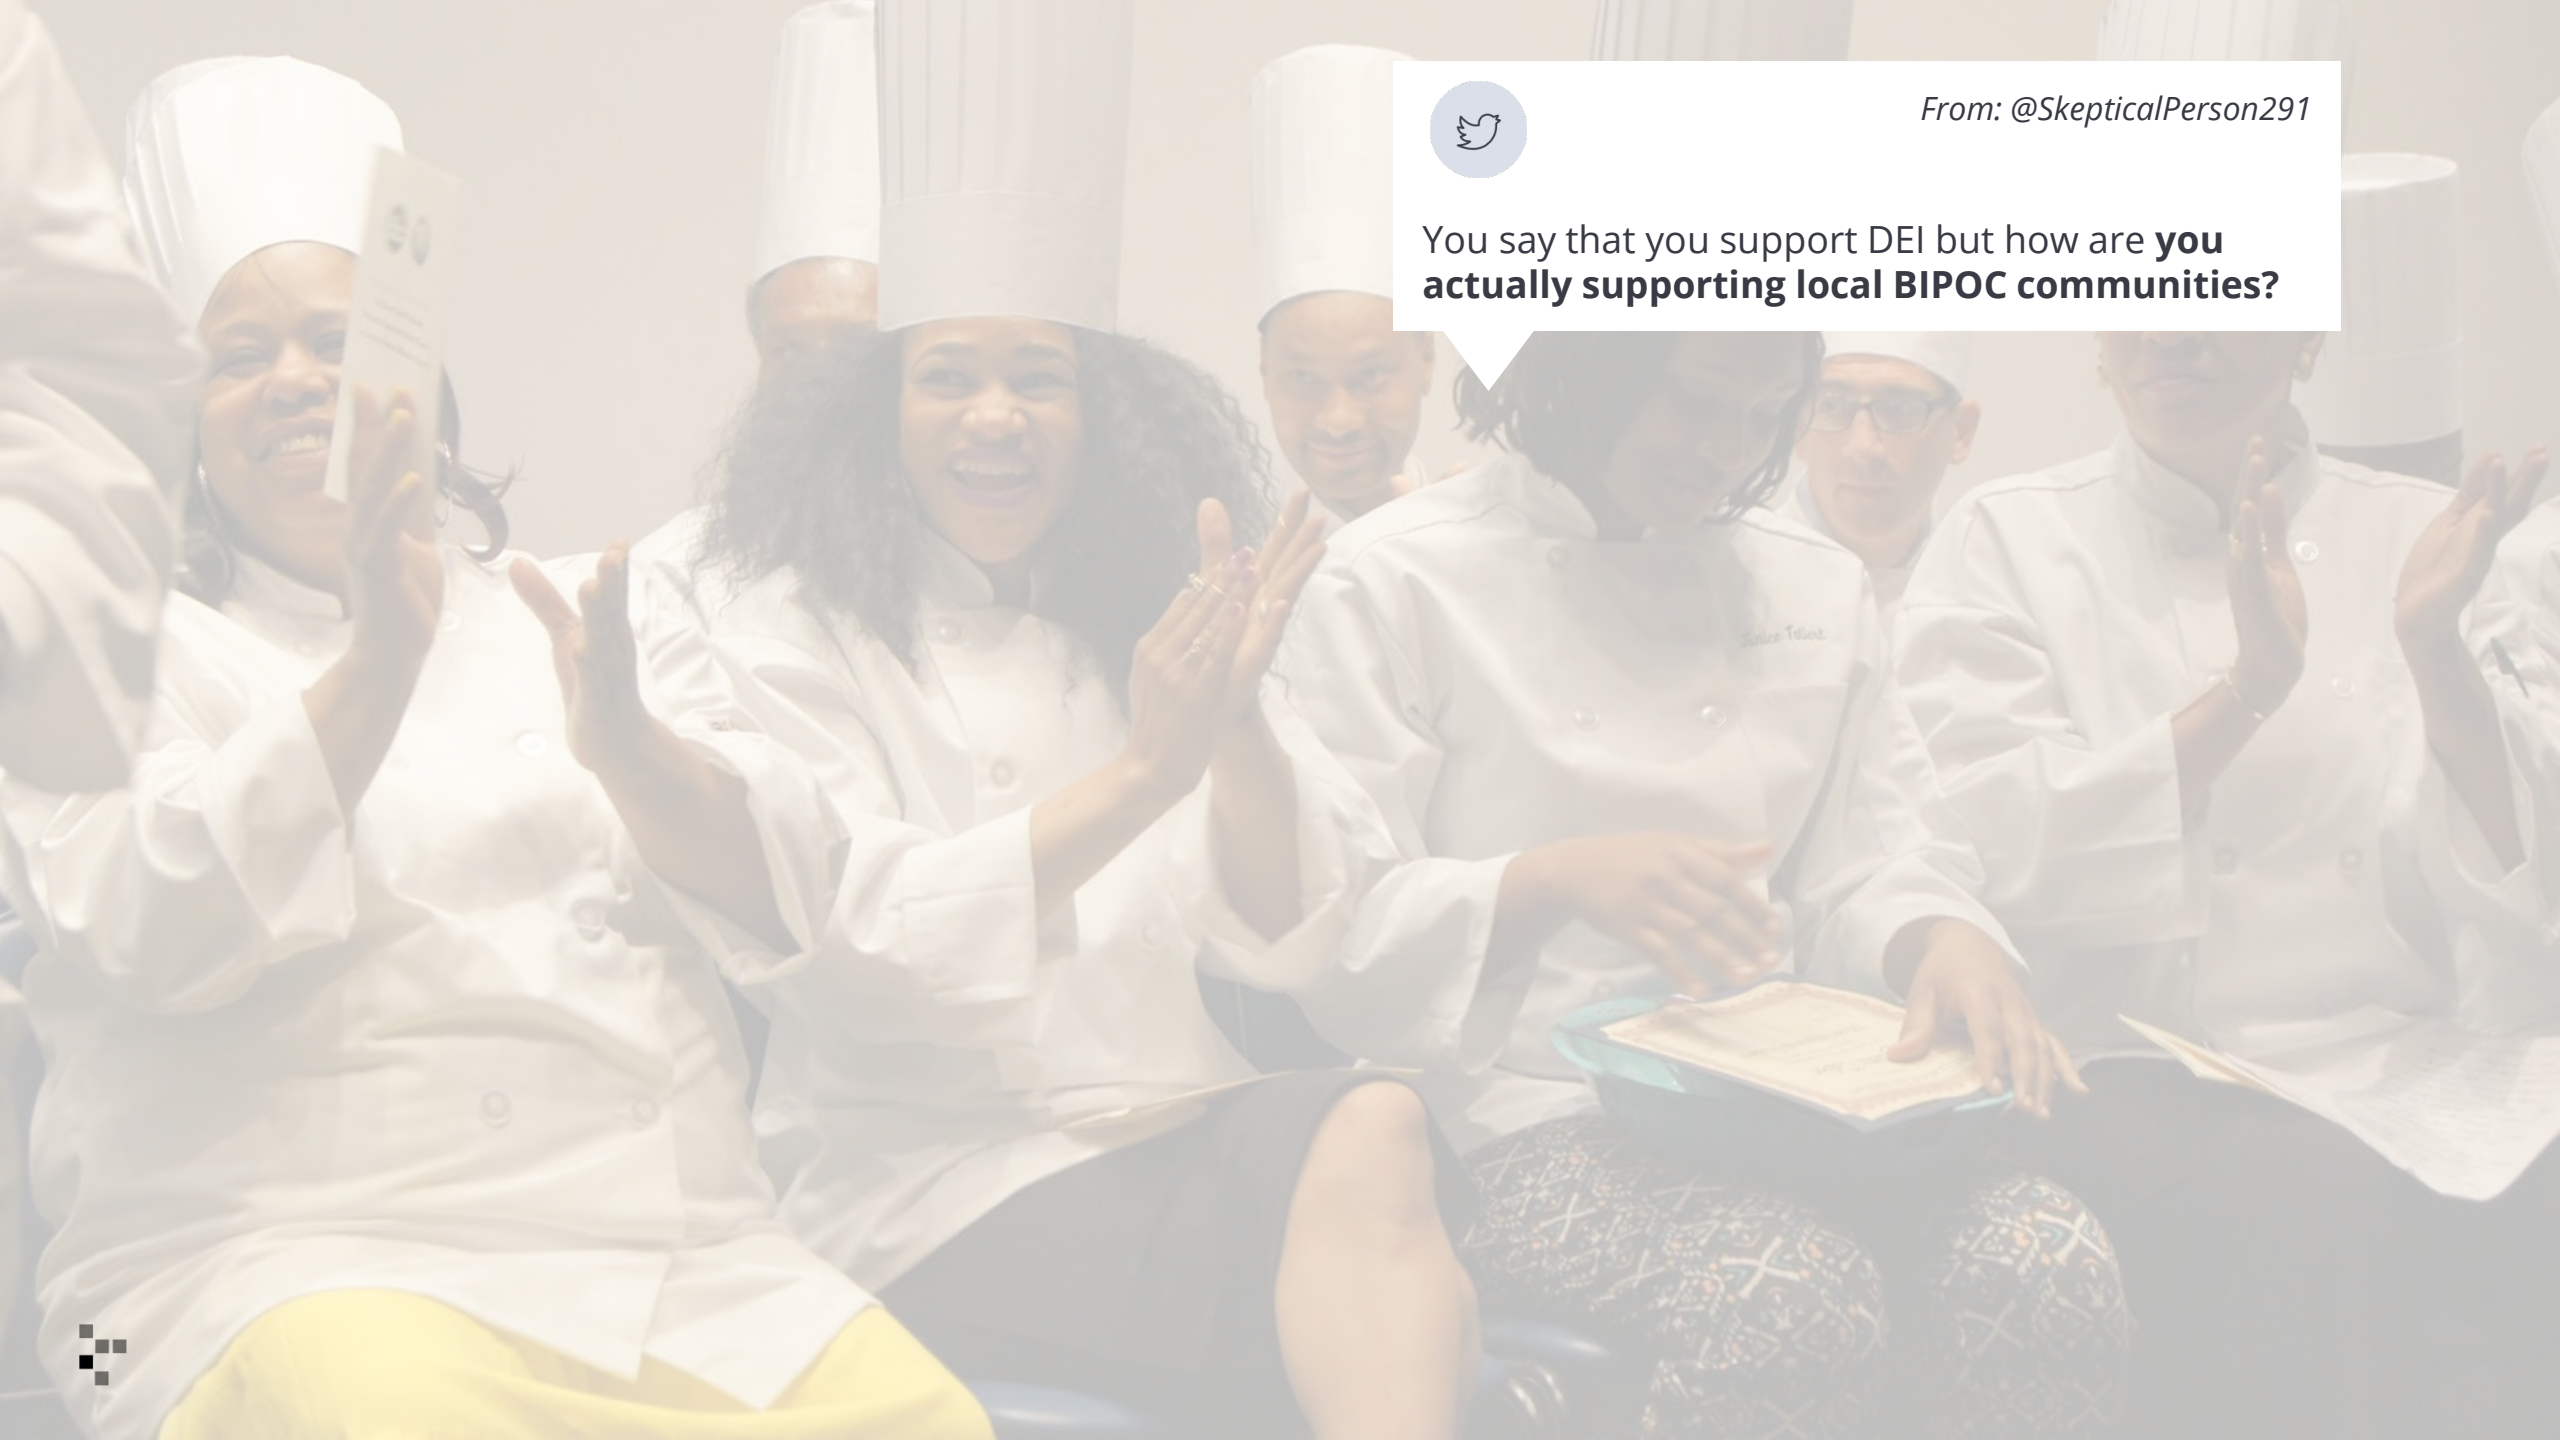 From: @SkepticalPerson291
You say that you support DEI but how are you
actually supporting local BIPOC communities?